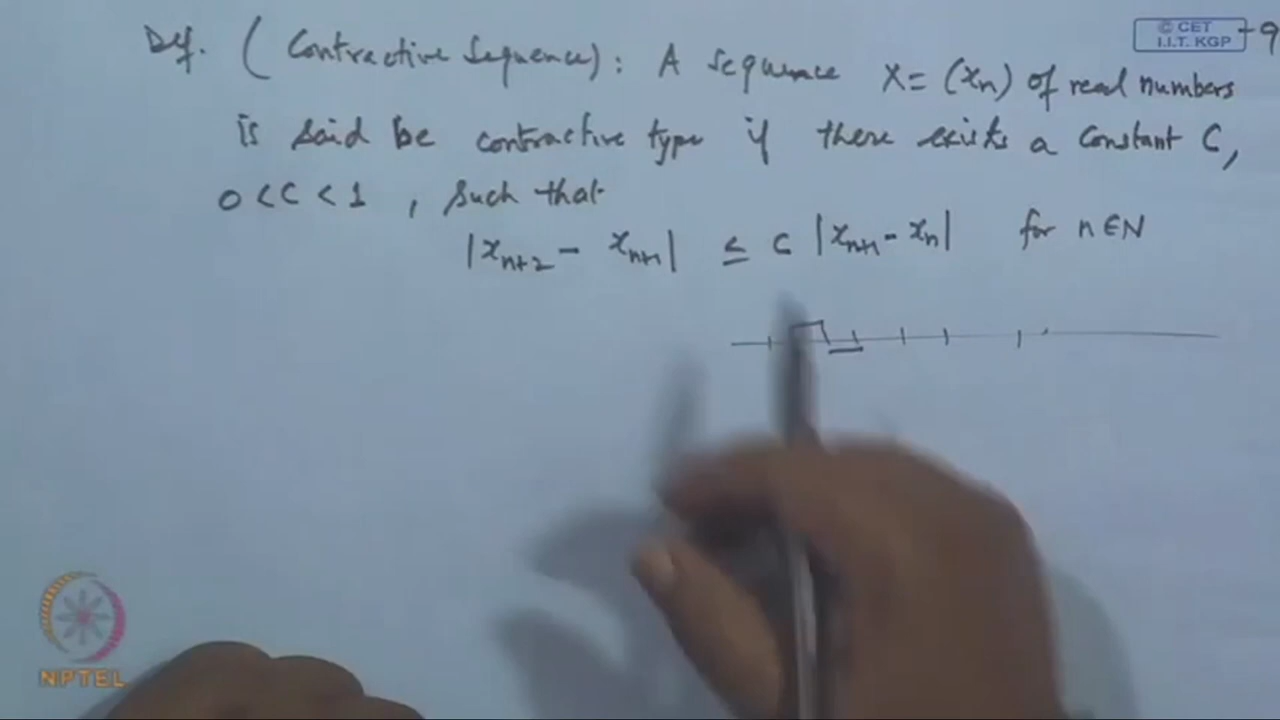 © CET
I.I.T. KGP
-9
Def. ( Contractive Sequence) : A sequence X = (xn) of real numbers
is said be contractive type if there exists a constant C,
0 < C < 1 , such that
|xn+2 - xn+1| ≤ C |xn+1 - xn| for n ∈ N
NPTEL